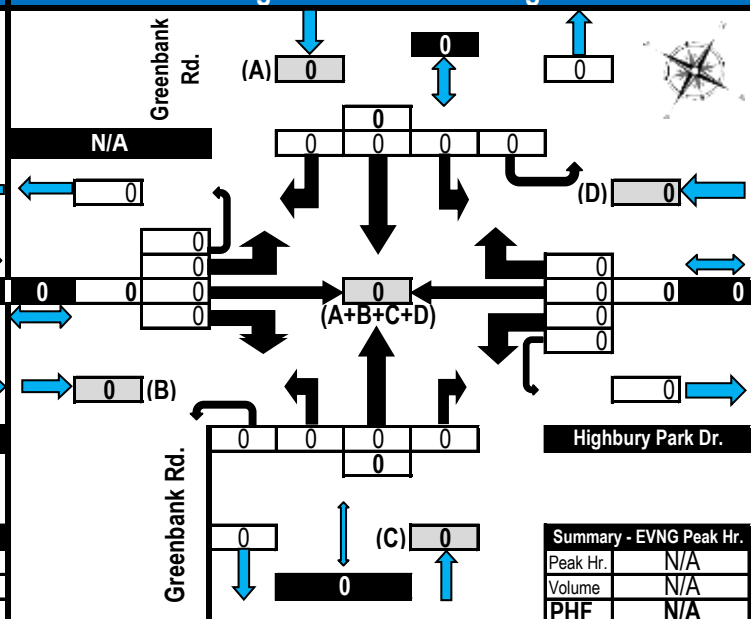 Greenbank
Rd.
(A) 0
0
0
0
0 0 0 0
N/A
0
(D) 0
0
0
0 0 0
0
0
(A+B+C+D)
0
0
0 0 0
0
0
0 (B)
0
0 0 0 0
0
Highbury Park Dr.
Greenbank Rd.
0
(C) 0
0
Summary - EVNG Peak Hr.
Peak Hr. N/A
Volume N/A
PHF N/A